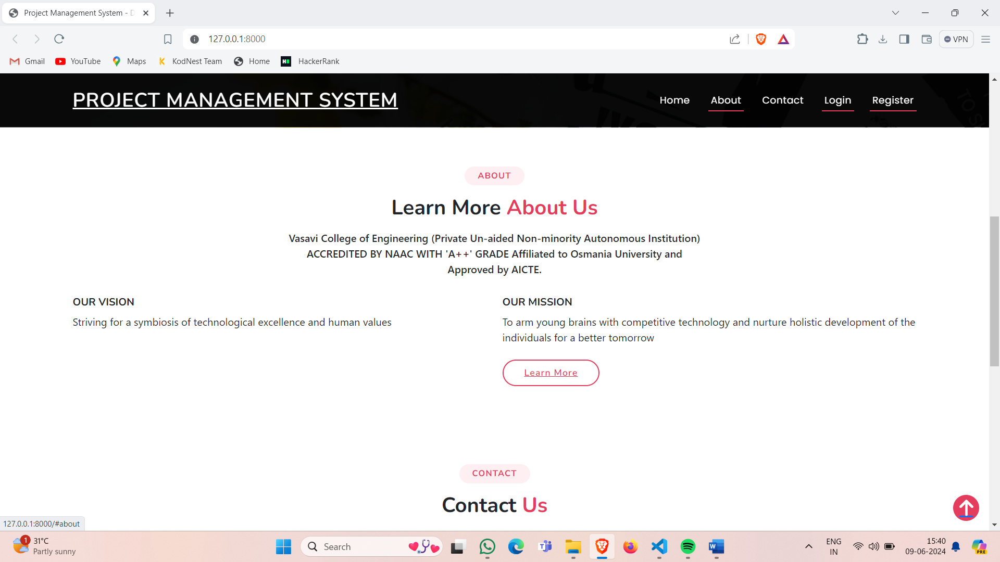 Project Management System - D
127.0.0.1:8000
VPN
Gmail
YouTube
Maps
KodNest Team
Home
HackerRank
PROJECT MANAGEMENT SYSTEM
Home
About
Contact
Login
Register
ABOUT
Learn More About Us
Vasavi College of Engineering (Private Un-aided Non-minority Autonomous Institution)
ACCREDITED BY NAAC WITH 'A++' GRADE Affiliated to Osmania University and
Approved by AICTE.
OUR VISION
Striving for a symbiosis of technological excellence and human values
OUR MISSION
To arm young brains with competitive technology and nurture holistic development of the
individuals for a better tomorrow
Learn More
CONTACT
Contact Us
127.0.0.1:8000/#about
1
31°C
Partly sunny
Search
ENG
IN
15:40
09-06-2024
PRE